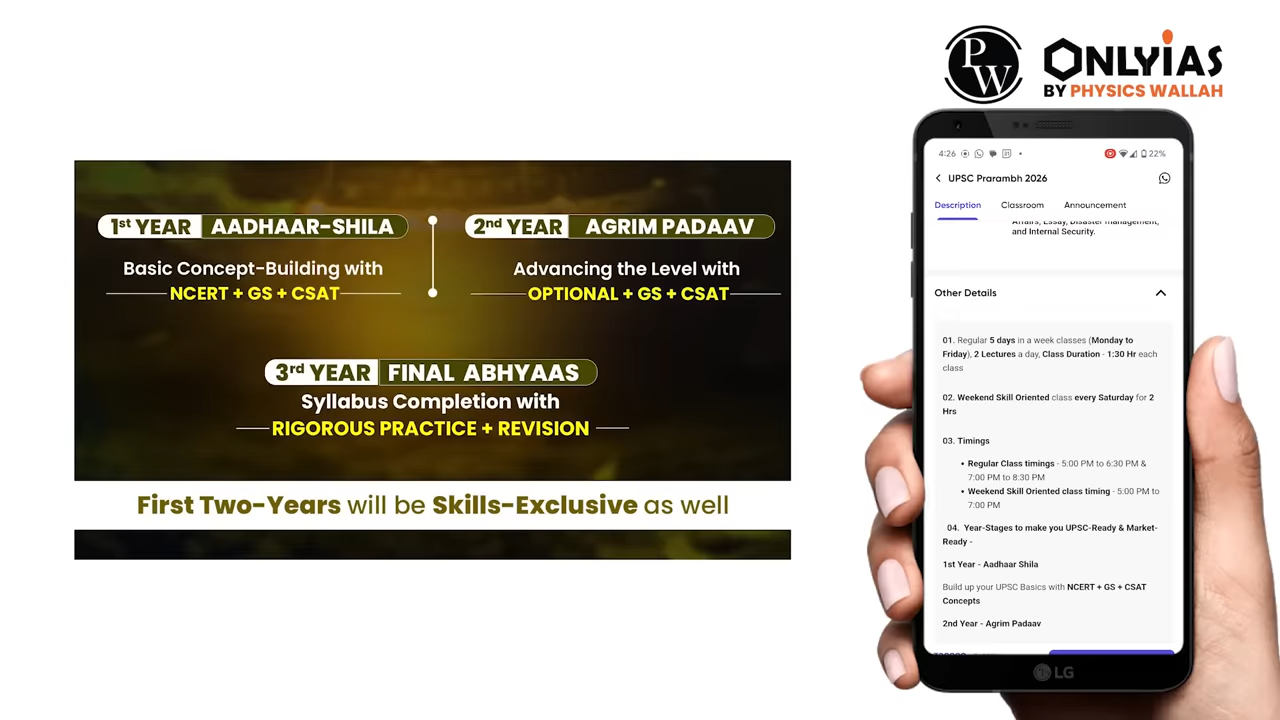 PW
ONLYiAS
BY PHYSICS WALLAH
1st YEAR AADHAAR-SHILA
Basic Concept-Building with
NCERT + GS + CSAT
2nd YEAR AGRIM PADAAV
Advancing the Level with
OPTIONAL + GS + CSAT
3rd YEAR FINAL ABHYAAS
Syllabus Completion with
RIGOROUS PRACTICE + REVISION
First Two-Years will be Skills-Exclusive as well
4:26
22%
UPSC Prarambh 2026
Description Classroom Announcement
Affairs, Essay, Disaster management,
and Internal Security.
Other Details
01. Regular 5 days in a week classes (Monday to
Friday), 2 Lectures a day, Class Duration - 1:30 Hr each
class
02. Weekend Skill Oriented class every Saturday for 2
Hrs
03. Timings
• Regular Class timings - 5:00 PM to 6:30 PM &
7:00 PM to 8:30 PM
• Weekend Skill Oriented class timing - 5:00 PM to
7:00 PM
04. Year-Stages to make you UPSC-Ready & Market-
Ready -
1st Year - Aadhaar Shila
Build up your UPSC Basics with NCERT + GS + CSAT
Concepts
2nd Year - Agrim Padaav
LG